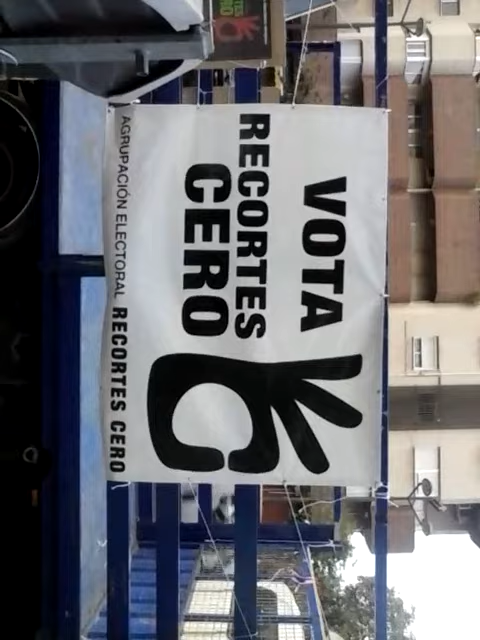 VOTA
RECORTES
CERO
AGRUPACIÓN ELECTORAL RECORTES CERO